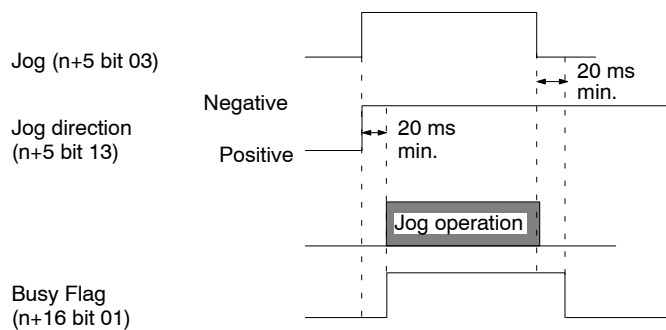 Jog (n+5 bit 03)
20 ms
min.
Negative
Jog direction
(n+5 bit 13)
Positive
20 ms
min.
Jog operation
Busy Flag
(n+16 bit 01)